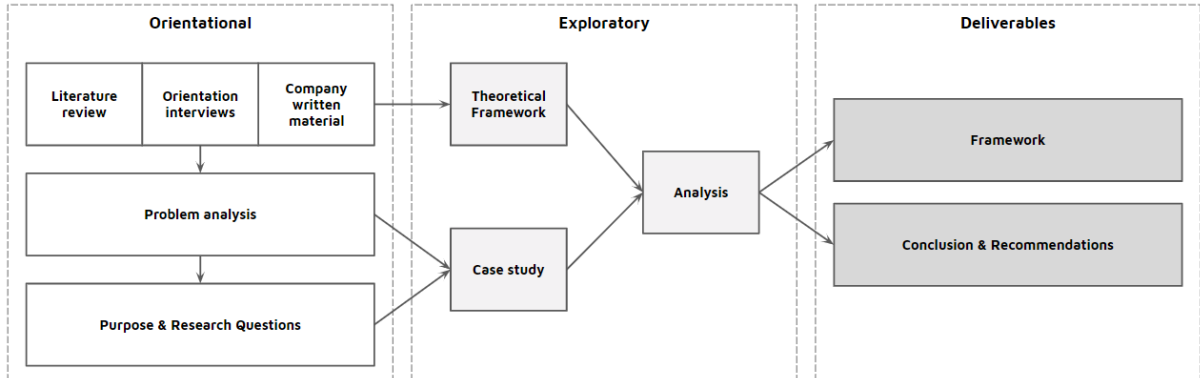 Orientational
Literature
review
Orientation
interviews
Company
written
material
Problem analysis
Purpose & Research Questions
Exploratory
Theoretical
Framework
Case study
Analysis
Deliverables
Framework
Conclusion & Recommendations